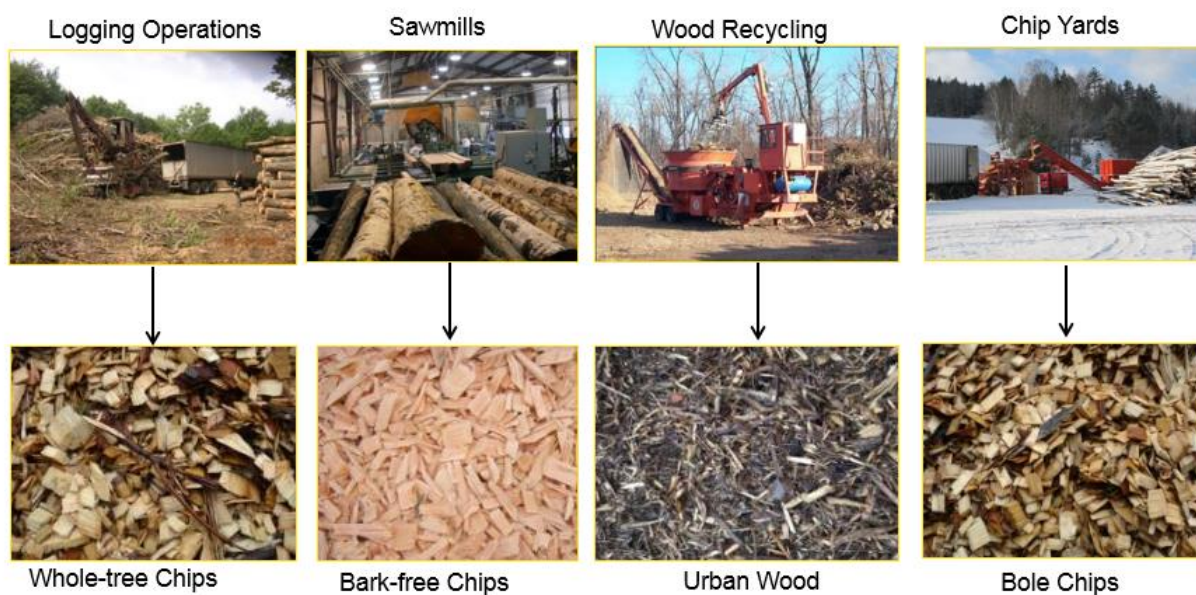 Logging Operations
Sawmills
Wood Recycling
Chip Yards
Whole-tree Chips
Bark-free Chips
Urban Wood
Bole Chips